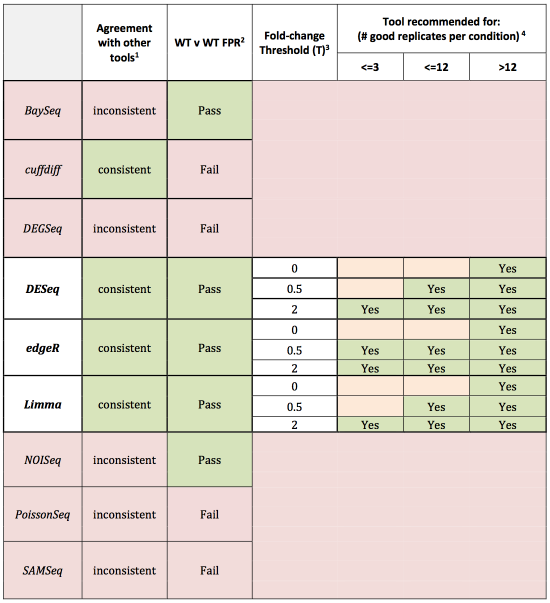 Agreement with other tools¹ WT v WT FPR² Fold-change Threshold (T)³ Tool recommended for: (# good replicates per condition) ⁴
<=3 <=12 >12
BaySeq inconsistent Pass
cuffdiff consistent Fail
DEGSeq inconsistent Fail
DESeq consistent Pass
0 Yes
0.5 Yes Yes
2 Yes Yes Yes
edgeR consistent Pass
0 Yes
0.5 Yes Yes Yes
2 Yes Yes Yes
Limma consistent Pass
0 Yes
0.5 Yes Yes
2 Yes Yes Yes
NOISeq inconsistent Pass
PoissonSeq inconsistent Fail
SAMSeq inconsistent Fail